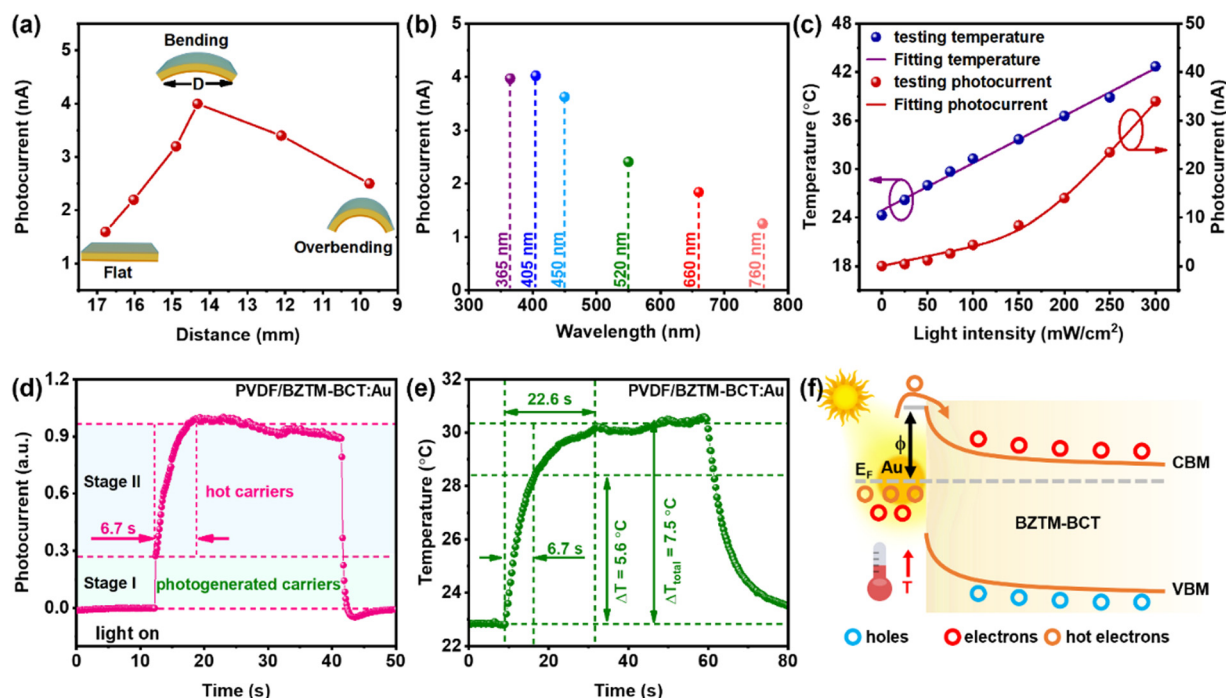 (a)
Photocurrent (nA)
5
4
3
2
1
Bending
D
Flat
Overbending
17 16 15 14 13 12 11 10 9
Distance (mm)
(b)
Photocurrent (nA)
5
4
3
2
1
0
365 nm
405 nm
450 nm
520 nm
660 nm
760 nm
300 400 500 600 700 800
Wavelength (nm)
(c)
Temperature (°C)
48
42
36
30
24
18
testing temperature
Fitting temperature
testing photocurrent
Fitting photocurrent
50
40
30
20
10
0
Photocurrent (nA)
0 50 100 150 200 250 300
Light intensity (mW/cm²)
(d)
Photocurrent (a.u.)
1.2
0.9
0.6
0.3
0.0
PVDF/BZTM-BCT:Au
Stage II
hot carriers
6.7 s
Stage I
photogenerated carriers
light on
0 10 20 30 40 50
Time (s)
(e)
Temperature (°C)
32
30
28
26
24
22
PVDF/BZTM-BCT:Au
22.6 s
6.7 s
ΔT = 5.6 °C
ΔTtotal = 7.5 °C
0 20 40 60 80
Time (s)
(f)
ϕ
EF
Au
CBM
BZTM-BCT
T
VBM
holes
electrons
hot electrons